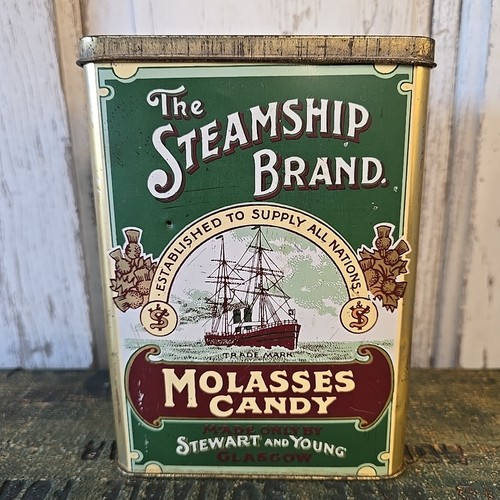 The
STEAMSHIP
BRAND.
· ESTABLISHED TO SUPPLY ALL NATIONS ·
TRADE MARK
MOLASSES
CANDY
MADE ONLY BY
STEWART AND YOUNG
GLASGOW